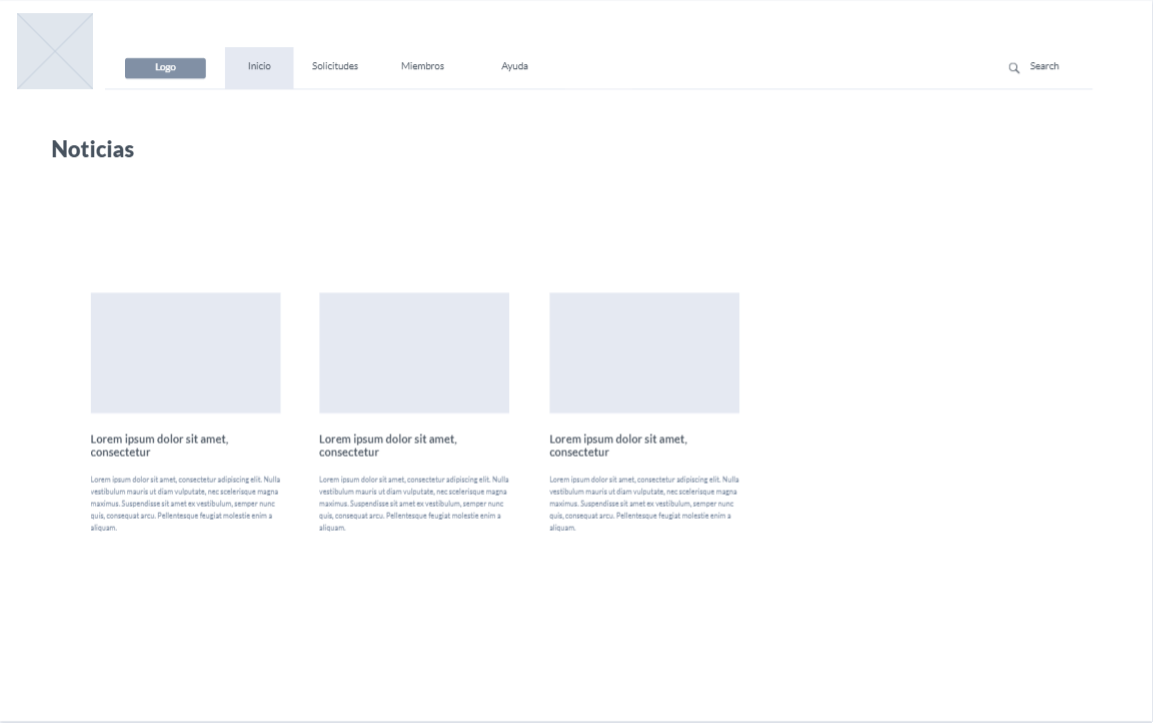 Logo
Inicio
Solicitudes
Miembros
Ayuda
Search
Noticias
Lorem ipsum dolor sit amet,
consectetur
Lorem ipsum dolor sit amet, consectetur adipiscing elit. Nulla
vestibulum mauris ut diam vulputate, nec scelerisque magna
maximus. Suspendisse sit amet ex vestibulum, semper nunc
quis, consequat arcu. Pellentesque feugiat molestie enim a
aliquam.
Lorem ipsum dolor sit amet,
consectetur
Lorem ipsum dolor sit amet, consectetur adipiscing elit. Nulla
vestibulum mauris ut diam vulputate, nec scelerisque magna
maximus. Suspendisse sit amet ex vestibulum, semper nunc
quis, consequat arcu. Pellentesque feugiat molestie enim a
aliquam.
Lorem ipsum dolor sit amet,
consectetur
Lorem ipsum dolor sit amet, consectetur adipiscing elit. Nulla
vestibulum mauris ut diam vulputate, nec scelerisque magna
maximus. Suspendisse sit amet ex vestibulum, semper nunc
quis, consequat arcu. Pellentesque feugiat molestie enim a
aliquam.